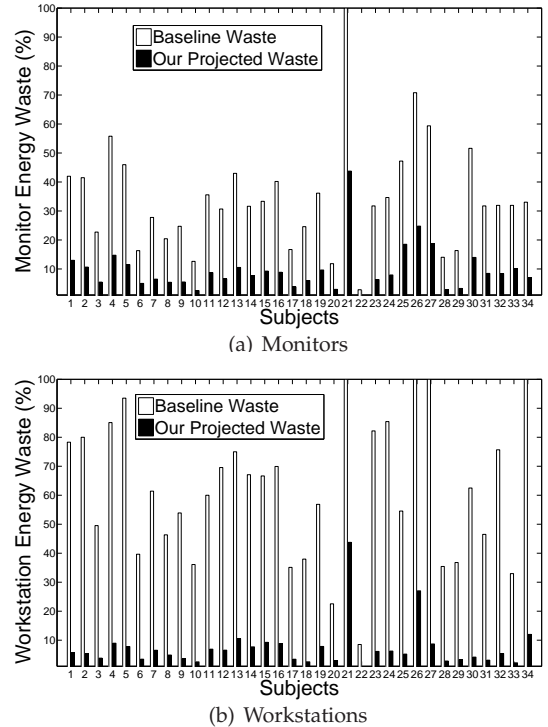 100
90
80
70
60
50
40
30
20
10
Monitor Energy Waste (%)
Baseline Waste
Our Projected Waste
1 2 3 4 5 6 7 8 9 10 11 12 13 14 15 16 17 18 19 20 21 22 23 24 25 26 27 28 29 30 31 32 33 34
Subjects
(a) Monitors
100
90
80
70
60
50
40
30
20
10
Workstation Energy Waste (%)
Baseline Waste
Our Projected Waste
1 2 3 4 5 6 7 8 9 10 11 12 13 14 15 16 17 18 19 20 21 22 23 24 25 26 27 28 29 30 31 32 33 34
Subjects
(b) Workstations